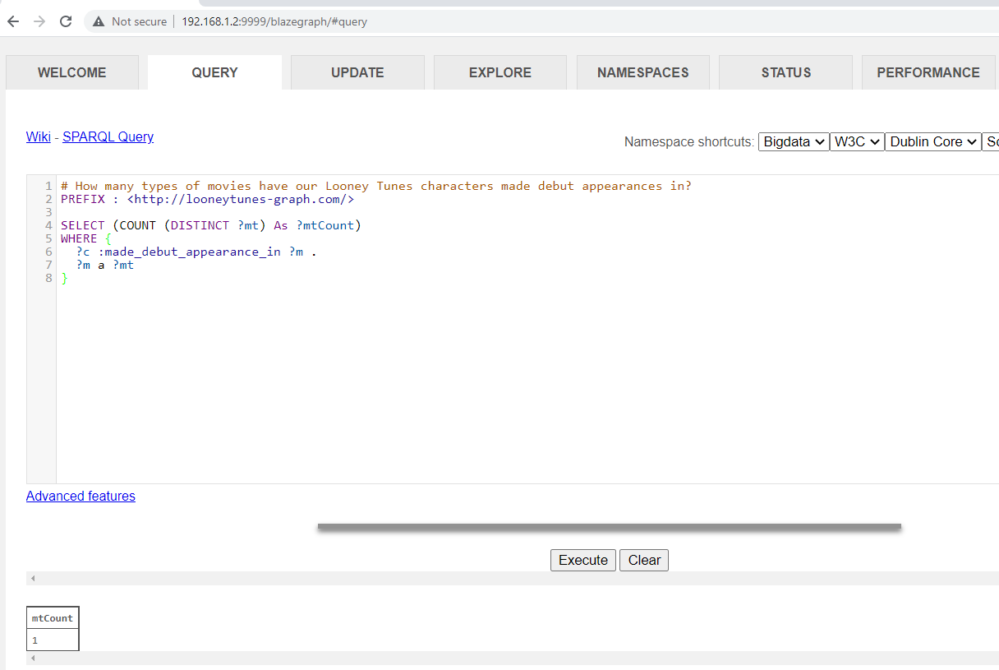 Not secure 192.168.1.2:9999/blazegraph/#query
WELCOME QUERY UPDATE EXPLORE NAMESPACES STATUS PERFORMANCE
Wiki - SPARQL Query
Namespace shortcuts: Bigdata W3C Dublin Core
1 # How many types of movies have our Looney Tunes characters made debut appearances in?
2 PREFIX : <http://looneytunes-graph.com/>
3
4 SELECT (COUNT (DISTINCT ?mt) As ?mtCount)
5 WHERE {
6 ?c :made_debut_appearance_in ?m .
7 ?m a ?mt
8 }
Advanced features
Execute Clear
mtCount
1